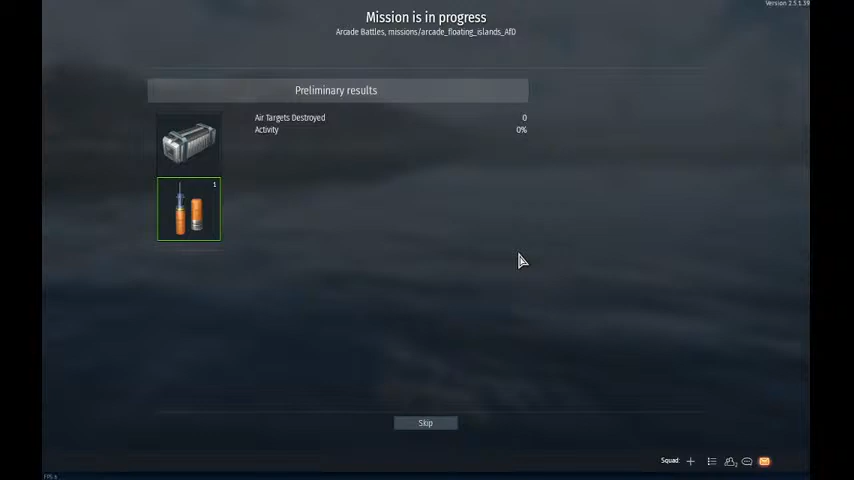 Version 2.5.1.39
Mission is in progress
Arcade Battles, missions/arcade_floating_islands_AfD
Preliminary results
Air Targets Destroyed 0
Activity 0%
1
Skip
Squad: +
2